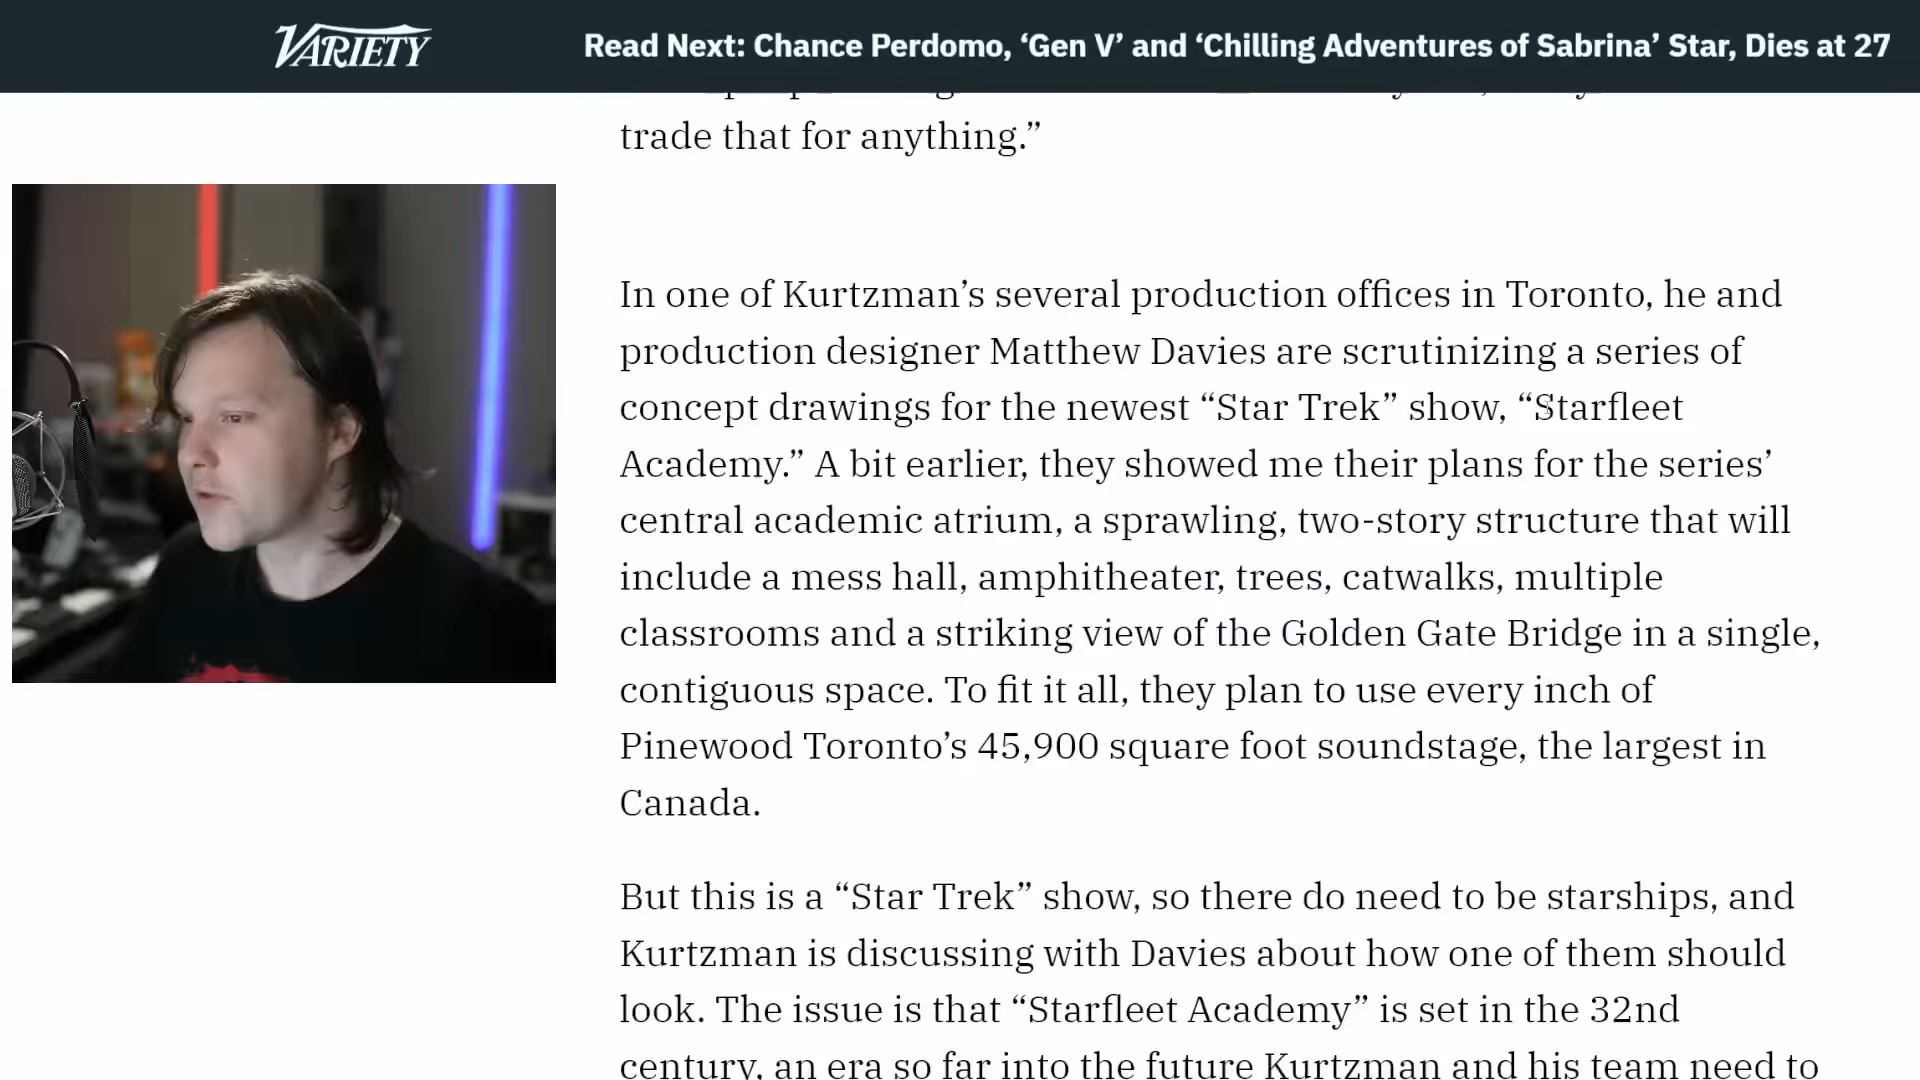 VARIETY
Read Next: Chance Perdomo, ‘Gen V’ and ‘Chilling Adventures of Sabrina’ Star, Dies at 27
trade that for anything.”
In one of Kurtzman’s several production offices in Toronto, he and
production designer Matthew Davies are scrutinizing a series of
concept drawings for the newest “Star Trek” show, “Starfleet
Academy.” A bit earlier, they showed me their plans for the series’
central academic atrium, a sprawling, two-story structure that will
include a mess hall, amphitheater, trees, catwalks, multiple
classrooms and a striking view of the Golden Gate Bridge in a single,
contiguous space. To fit it all, they plan to use every inch of
Pinewood Toronto’s 45,900 square foot soundstage, the largest in
Canada.
But this is a “Star Trek” show, so there do need to be starships, and
Kurtzman is discussing with Davies about how one of them should
look. The issue is that “Starfleet Academy” is set in the 32nd
century, an era so far into the future Kurtzman and his team need to